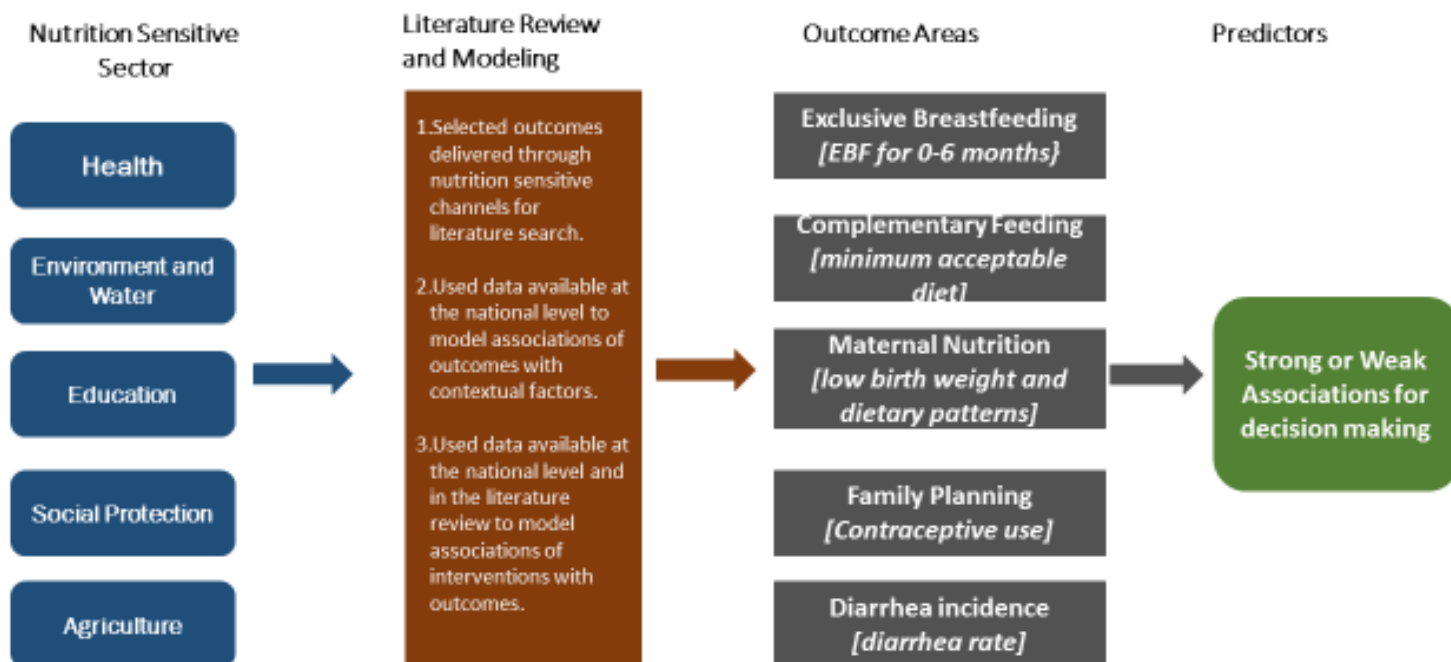 Nutrition Sensitive
Sector
Literature Review
and Modeling
Outcome Areas
Predictors
Health
Environment and
Water
Education
Social Protection
Agriculture
1.Selected outcomes
delivered through
nutrition sensitive
channels for
literature search.
2.Used data available at
the national level to
model associations of
outcomes with
contextual factors.
3.Used data available at
the national level and
in the literature
review to model
associations of
interventions with
outcomes.
Exclusive Breastfeeding
[EBF for 0-6 months}
Complementary Feeding
[minimum acceptable
diet]
Maternal Nutrition
[low birth weight and
dietary patterns]
Family Planning
[Contraceptive use]
Diarrhea incidence
[diarrhea rate]
Strong or Weak
Associations for
decision making